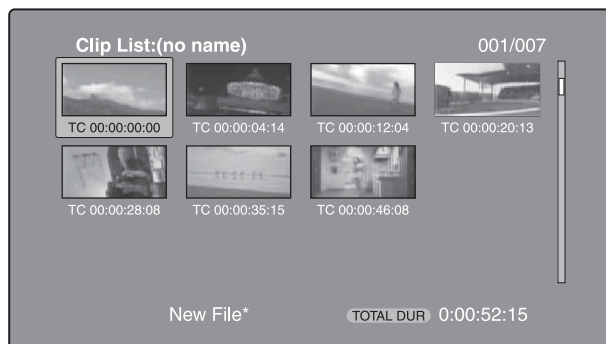 Clip List:(no name) 001/007
TC 00:00:00:00 TC 00:00:04:14 TC 00:00:12:04 TC 00:00:20:13
TC 00:00:28:08 TC 00:00:35:15 TC 00:00:46:08
New File* TOTAL DUR 0:00:52:15